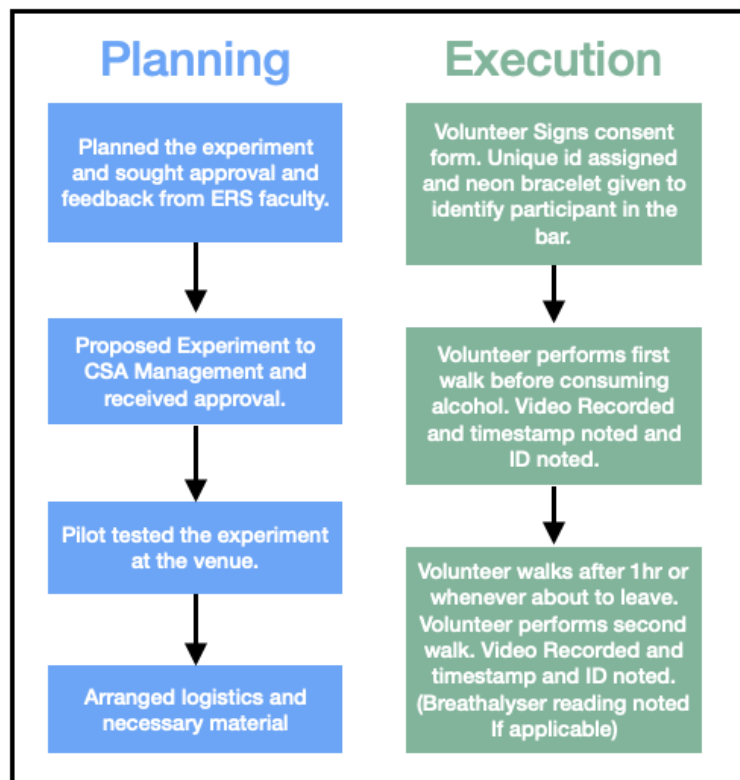 Planning
Planned the experiment
and sought approval and
feedback from ERS faculty.
Proposed Experiment to
CSA Management and
received approval.
Pilot tested the experiment
at the venue.
Arranged logistics and
necessary material
Execution
Volunteer Signs consent
form. Unique id assigned
and neon bracelet given to
identify participant in the
bar.
Volunteer performs first
walk before consuming
alcohol. Video Recorded
and timestamp noted and
ID noted.
Volunteer walks after 1hr or
whenever about to leave.
Volunteer performs second
walk. Video Recorded and
timestamp and ID noted.
(Breathalyser reading noted
If applicable)